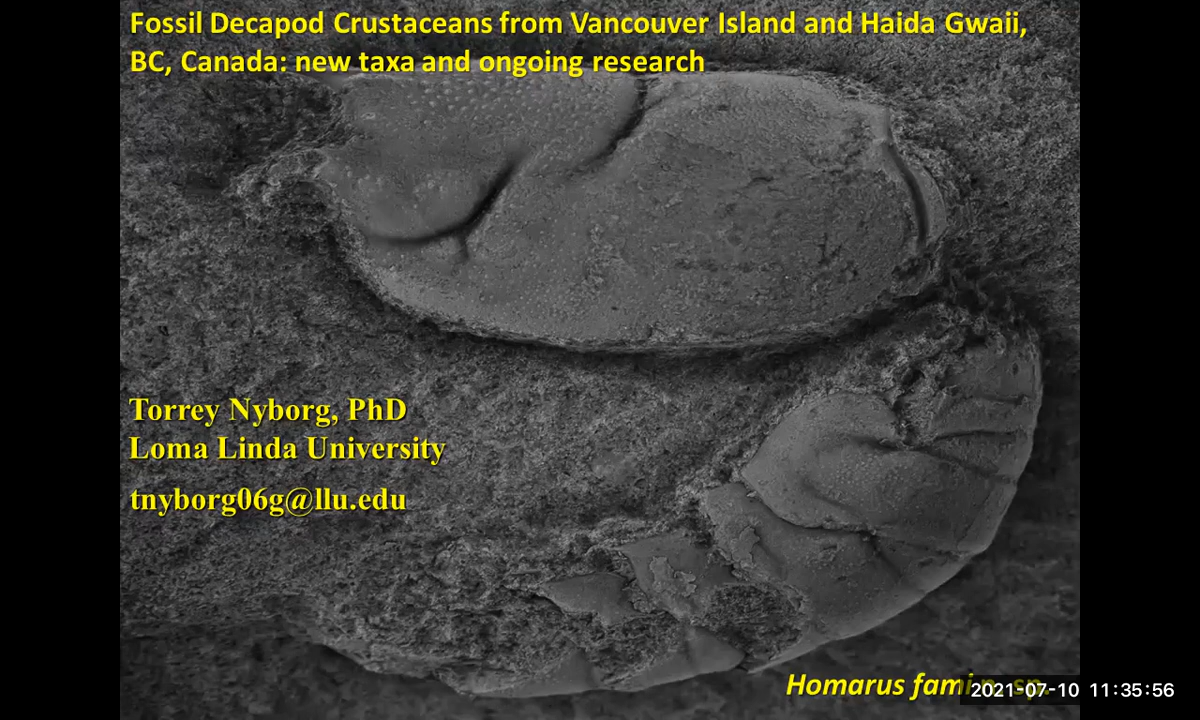 Fossil Decapod Crustaceans from Vancouver Island and Haida Gwaii,
BC, Canada: new taxa and ongoing research
Torrey Nyborg, PhD
Loma Linda University
tnyborg06g@llu.edu
Homarus fami
2021-07-10 11:35:56